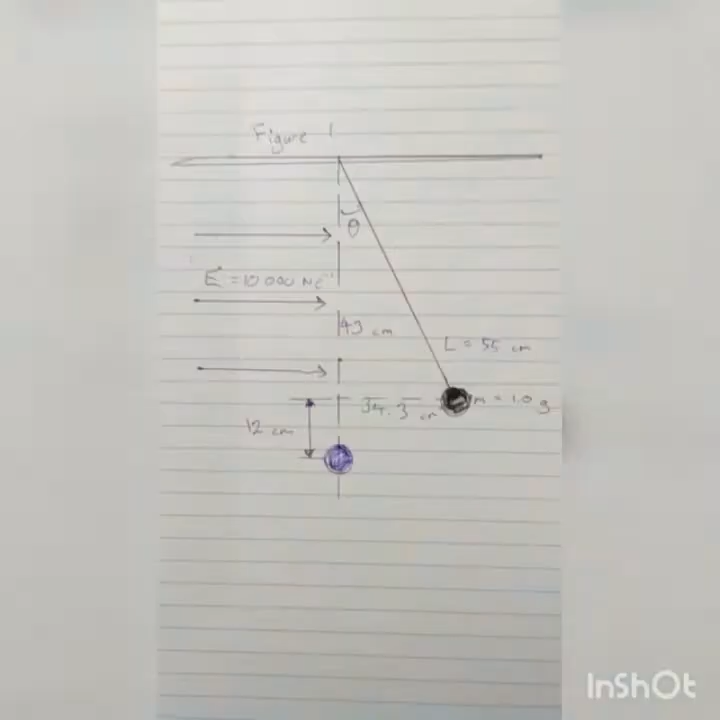 Figure 1
θ
E = 10 000 NC⁻¹
43 cm
L = 55 cm
34.3 cm
m = 1.0 g
12 cm
InShOt